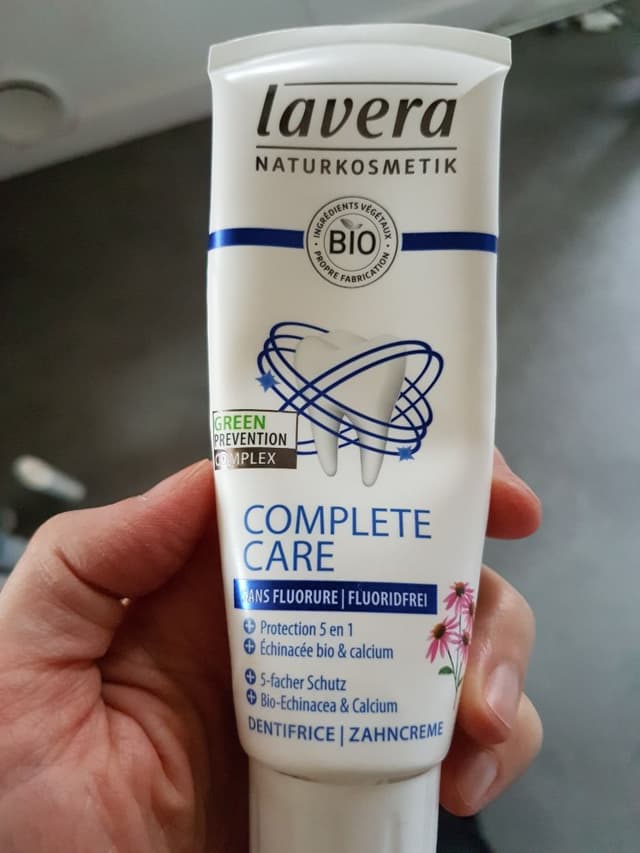 lavera
NATURKOSMETIK
INGRÉDIENTS VÉGÉTAUX
BIO
PROPRE FABRICATION
GREEN
PREVENTION
COMPLEX
COMPLETE
CARE
SANS FLUORURE | FLUORIDFREI
Protection 5 en 1
Échinacée bio & calcium
5-facher Schutz
Bio-Echinacea & Calcium
DENTIFRICE | ZAHNCREME